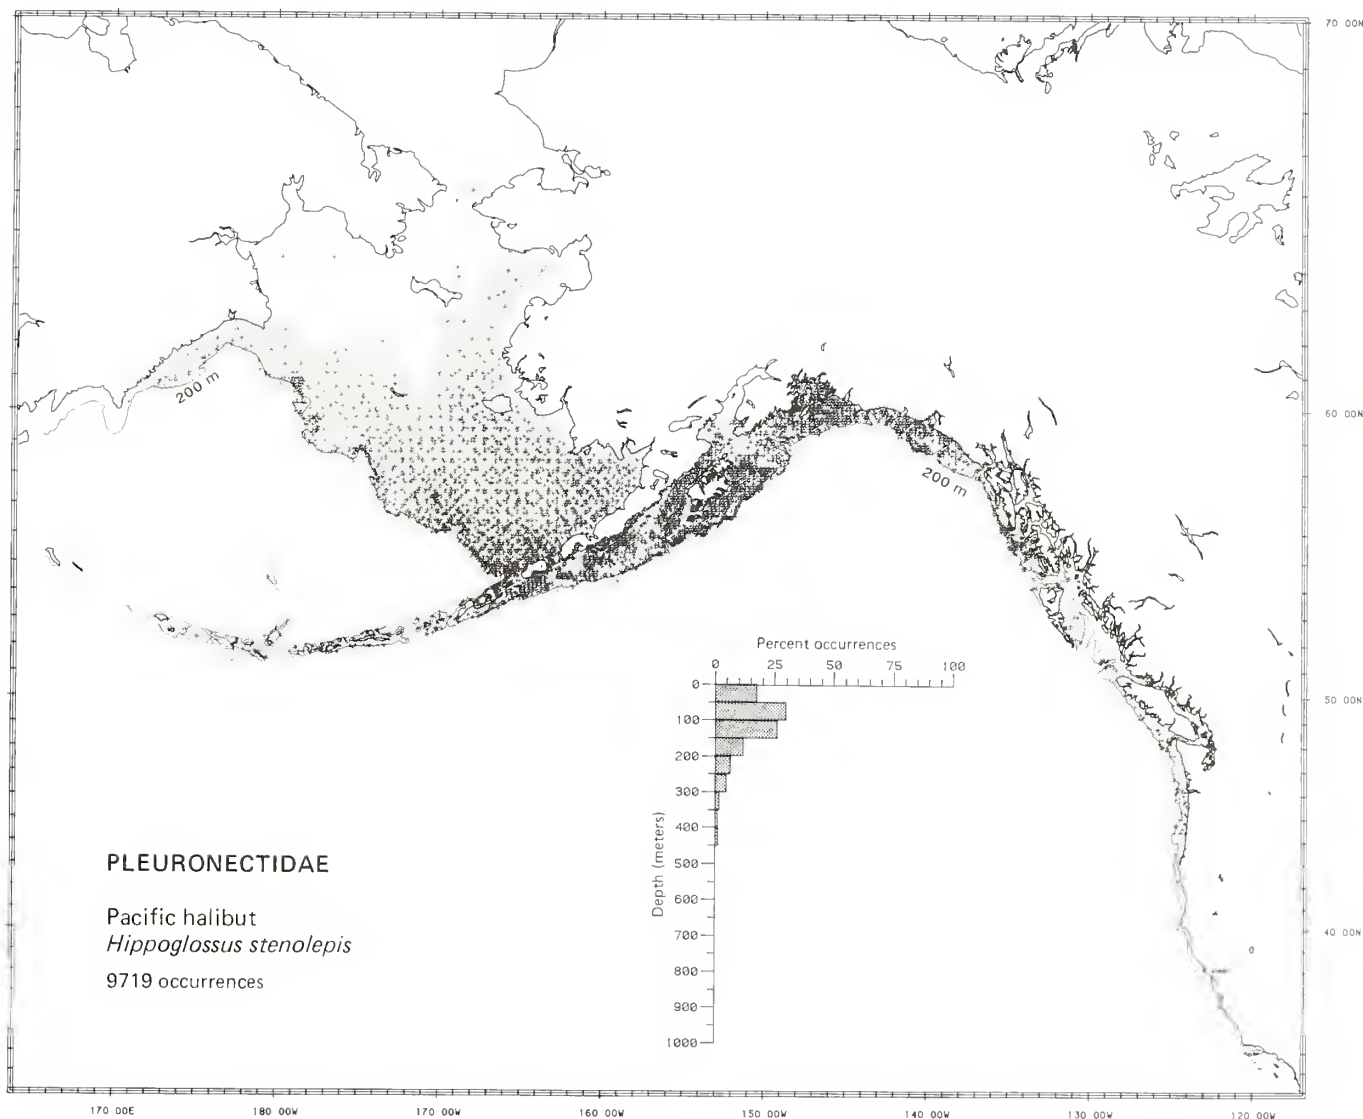 70 00N
200 m
60 00N
200 m
Percent occurrences
0 25 50 75 100
0
100
200
300
400
500
600
700
800
900
1000
Depth (meters)
50 00N
40 00N
PLEURONECTIDAE
Pacific halibut
Hippoglossus stenolepis
9719 occurrences
170 00E 180 00W 170 00W 160 00W 150 00W 140 00W 130 00W 120 00W